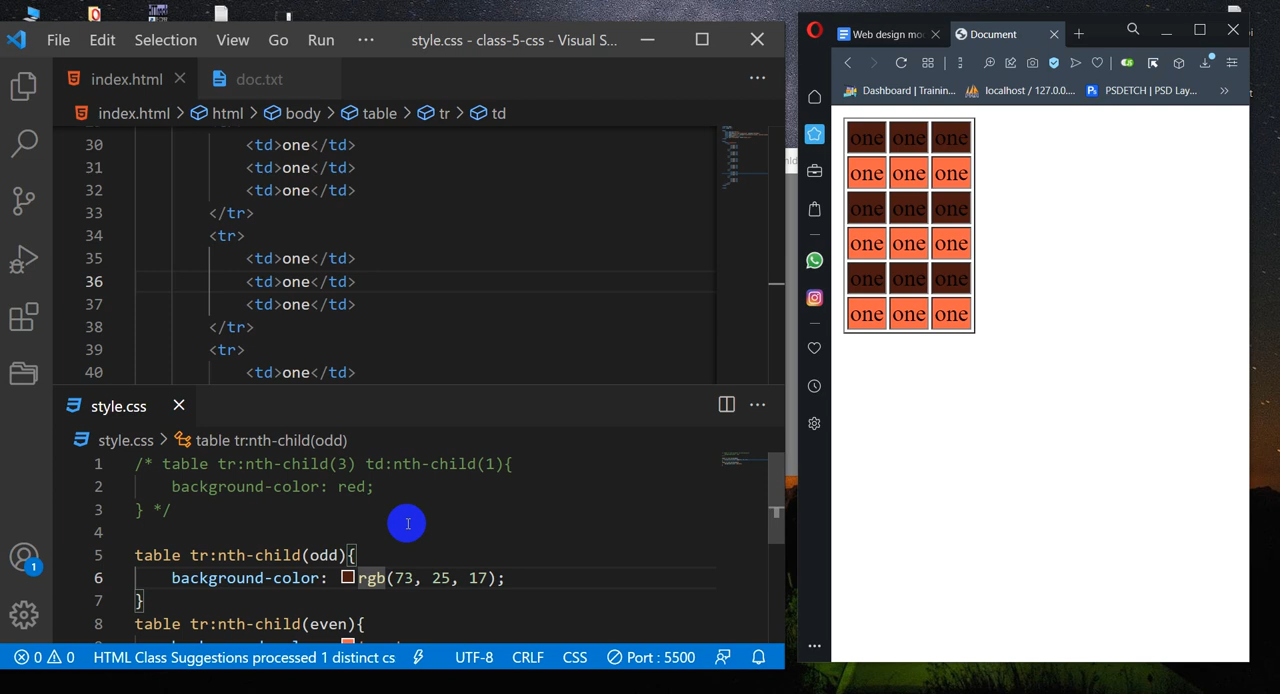 File Edit Selection View Go Run ··· style.css - class-5-css - Visual S...
index.html doc.txt
index.html > html > body > table > tr > td
30 <td>one</td>
31 <td>one</td>
32 <td>one</td>
33 </tr>
34 <tr>
35 <td>one</td>
36 <td>one</td>
37 <td>one</td>
38 </tr>
39 <tr>
40 <td>one</td>
style.css
style.css > table tr:nth-child(odd)
1 /* table tr:nth-child(3) td:nth-child(1){
2 background-color: red;
3 } */
4
5 table tr:nth-child(odd){
6 background-color: rgb(73, 25, 17);
7 }
8 table tr:nth-child(even){
1
0 0 HTML Class Suggestions processed 1 distinct cs UTF-8 CRLF CSS Port : 5500
Web design mo Document
Dashboard | Trainin... localhost / 127.0.0.... Ps PSDETCH | PSD Lay... »
one one one
one one one
one one one
one one one
one one one
one one one